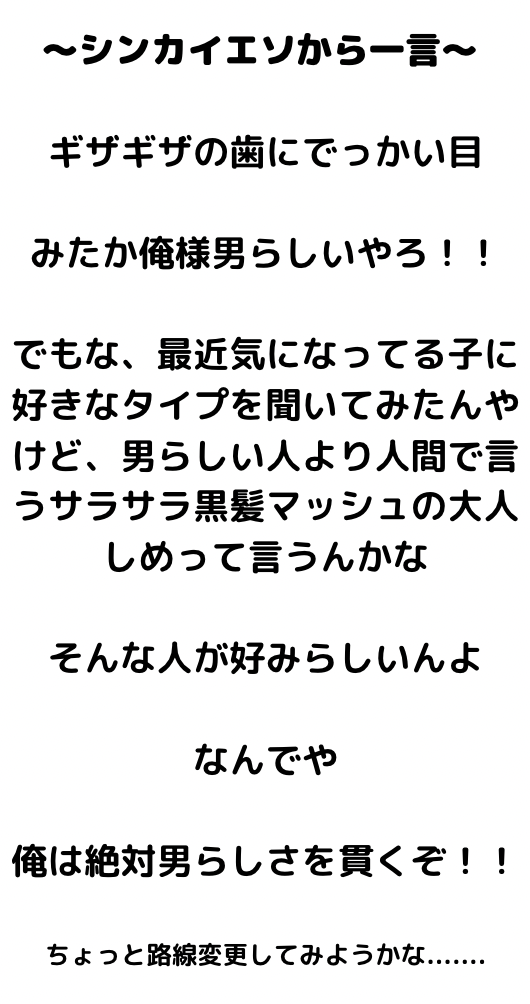 〜シンカイエソから一言〜
ギザギザの歯にでっかい目
みたか俺様男らしいやろ！！
でもな、最近気になってる子に
好きなタイプを聞いてみたんや
けど、男らしい人より人間で言
うサラサラ黒髪マッシュの大人
しめって言うんかな
そんな人が好みらしいんよ
なんでや
俺は絶対男らしさを貫くぞ！！
ちょっと路線変更してみようかな.......